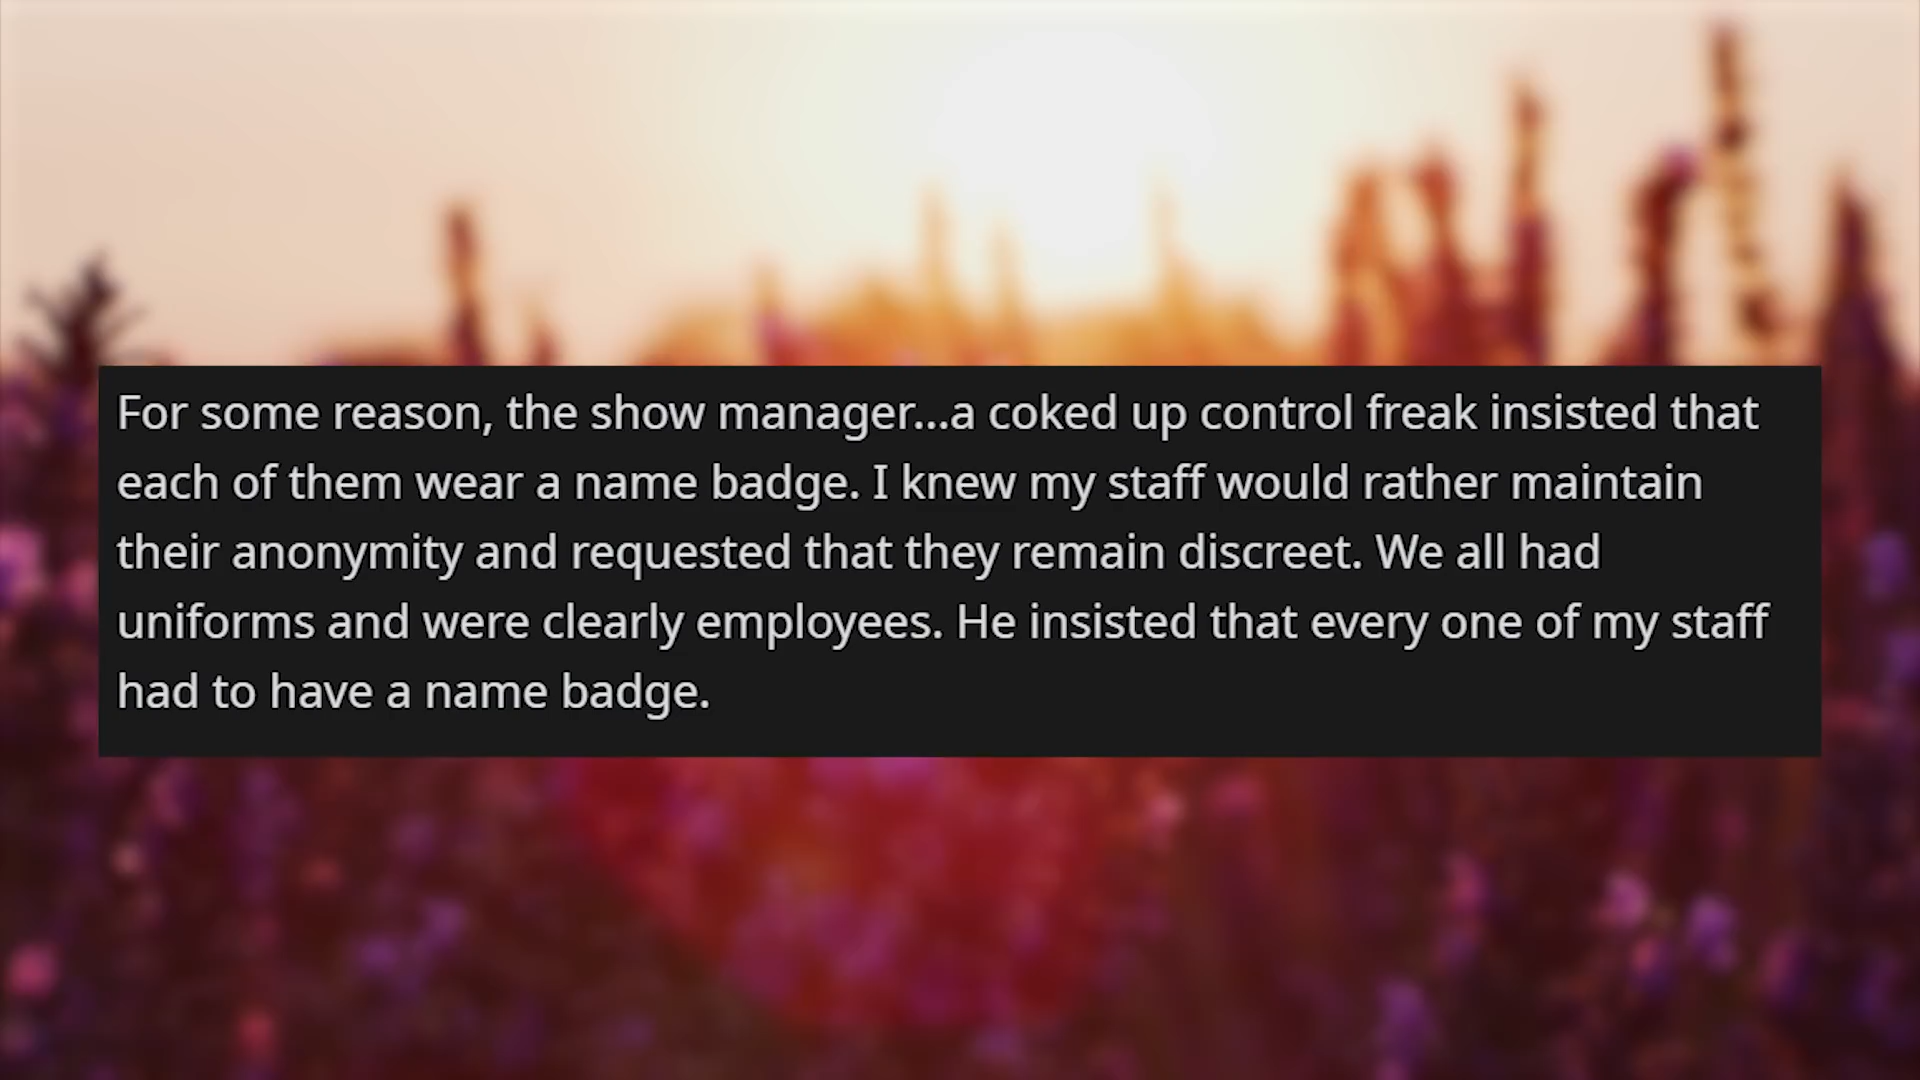 For some reason, the show manager...a coked up control freak insisted that
each of them wear a name badge. I knew my staff would rather maintain
their anonymity and requested that they remain discreet. We all had
uniforms and were clearly employees. He insisted that every one of my staff
had to have a name badge.